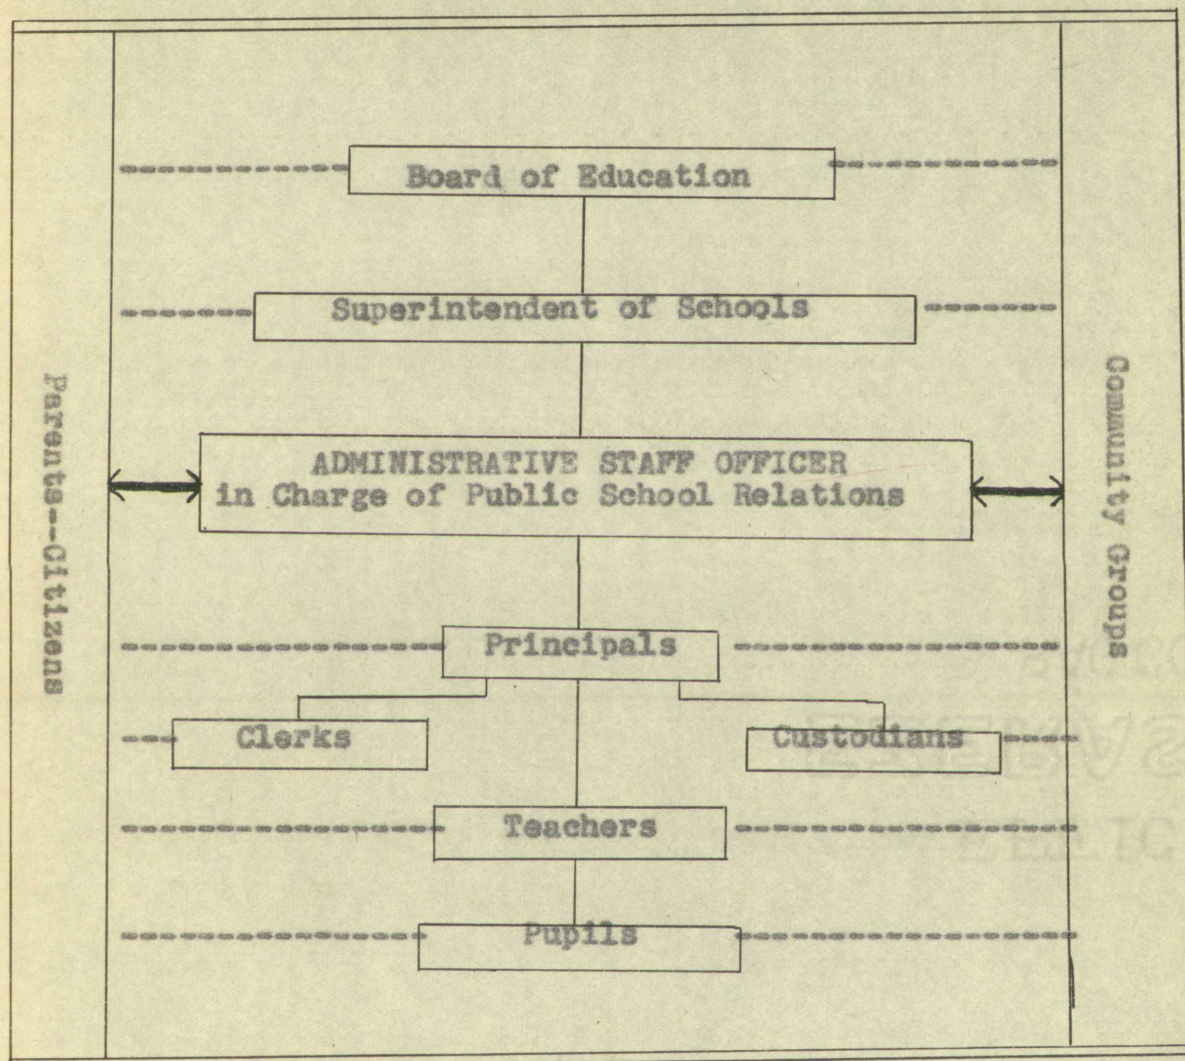 Board of Education
Superintendent of Schools
ADMINISTRATIVE STAFF OFFICER
in Charge of Public School Relations
Principals
Clerks
Custodians
Teachers
Pupils
Parents--Citizens
Community Groups